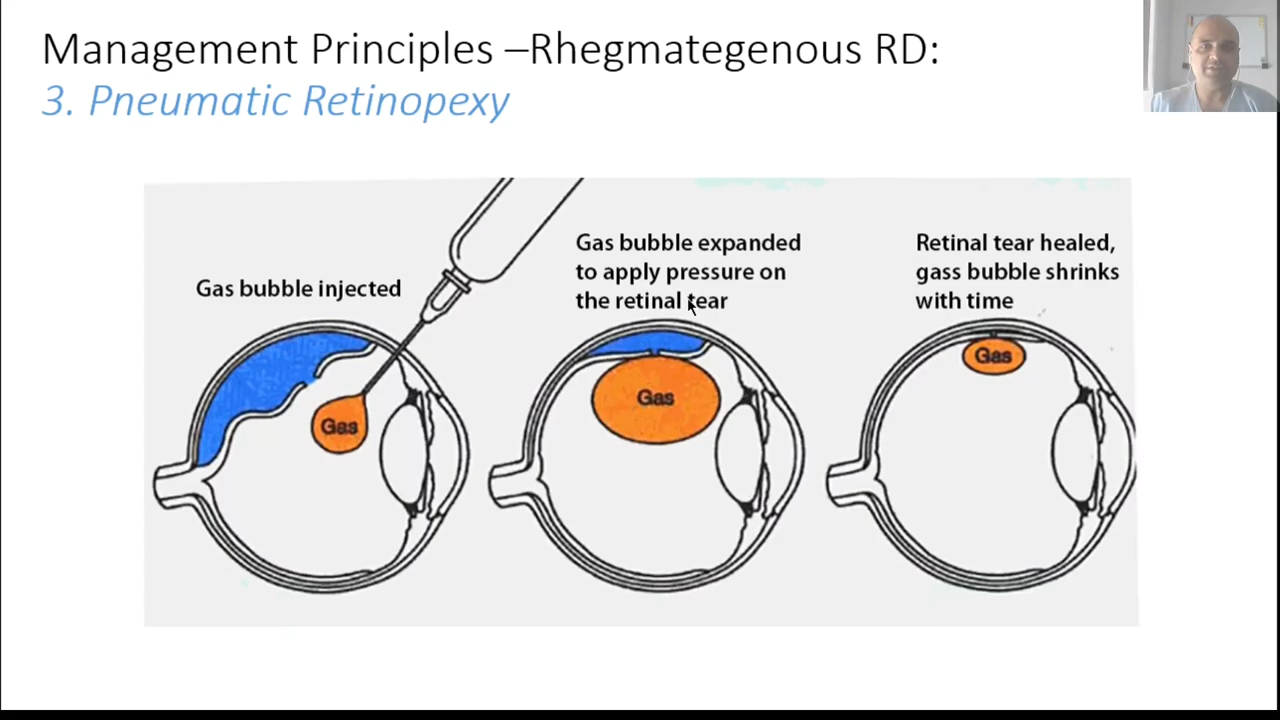 Management Principles –Rhegmategenous RD:
3. Pneumatic Retinopexy
Gas bubble injected
Gas bubble expanded
to apply pressure on
the retinal tear
Retinal tear healed,
gass bubble shrinks
with time
Gas
Gas
Gas